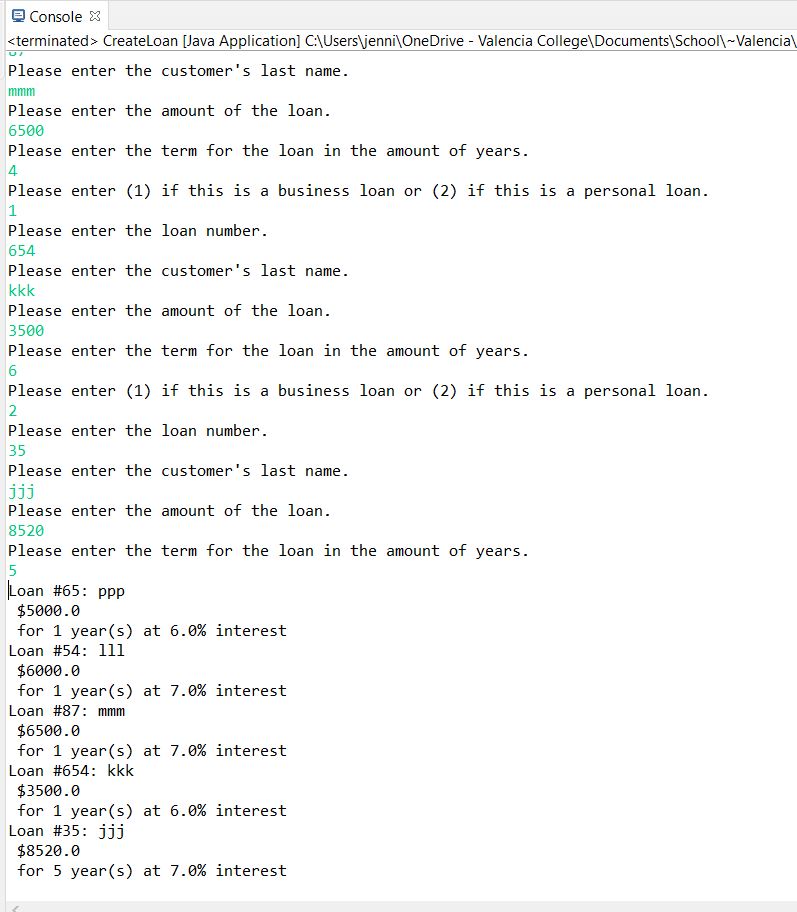 Console
<terminated> CreateLoan [Java Application] C:\Users\jenni\OneDrive - Valencia College\Documents\School\~Valencia\
87
Please enter the customer's last name.
mmm
Please enter the amount of the loan.
6500
Please enter the term for the loan in the amount of years.
4
Please enter (1) if this is a business loan or (2) if this is a personal loan.
1
Please enter the loan number.
654
Please enter the customer's last name.
kkk
Please enter the amount of the loan.
3500
Please enter the term for the loan in the amount of years.
6
Please enter (1) if this is a business loan or (2) if this is a personal loan.
2
Please enter the loan number.
35
Please enter the customer's last name.
jjj
Please enter the amount of the loan.
8520
Please enter the term for the loan in the amount of years.
5
Loan #65: ppp
$5000.0
for 1 year(s) at 6.0% interest
Loan #54: lll
$6000.0
for 1 year(s) at 7.0% interest
Loan #87: mmm
$6500.0
for 1 year(s) at 7.0% interest
Loan #654: kkk
$3500.0
for 1 year(s) at 6.0% interest
Loan #35: jjj
$8520.0
for 5 year(s) at 7.0% interest